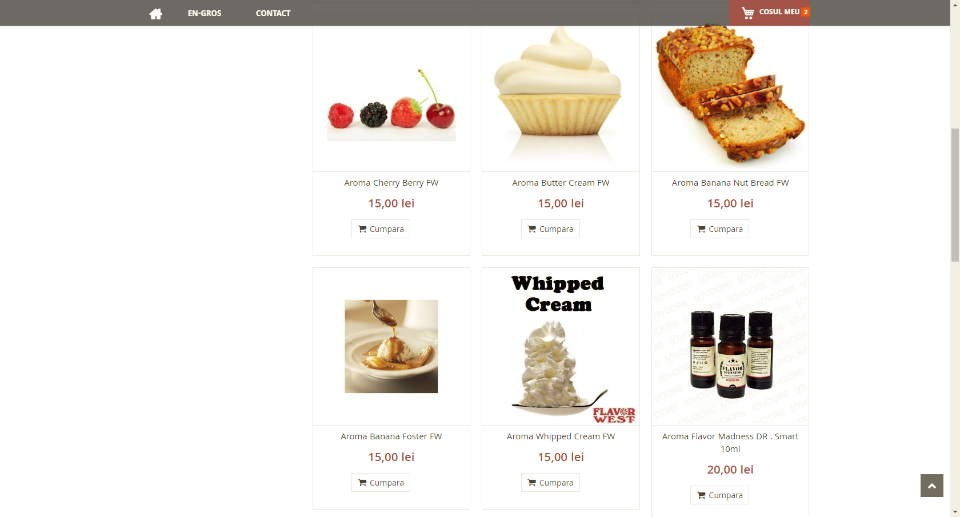 EN-GROS
CONTACT
COSUL MEU 2
Aroma Cherry Berry FW
Aroma Butter Cream FW
Aroma Banana Nut Bread FW
15,00 lei
15,00 lei
15,00 lei
Cumpara
Cumpara
Cumpara
Whipped
Cream
FLAVOR
WEST
FLAVOR
Aroma Banana Foster FW
Aroma Whipped Cream FW
Aroma Flavor Madness DR . Smart
10ml
15,00 lei
15,00 lei
20,00 lei
Cumpara
Cumpara
Cumpara